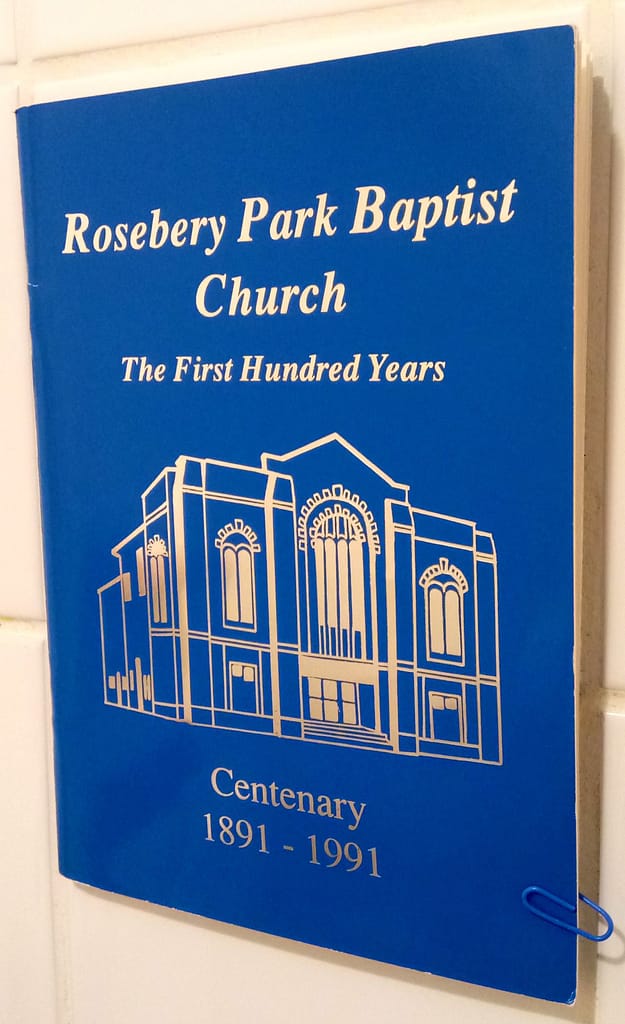 Rosebery Park Baptist
Church
The First Hundred Years
Centenary
1891 - 1991